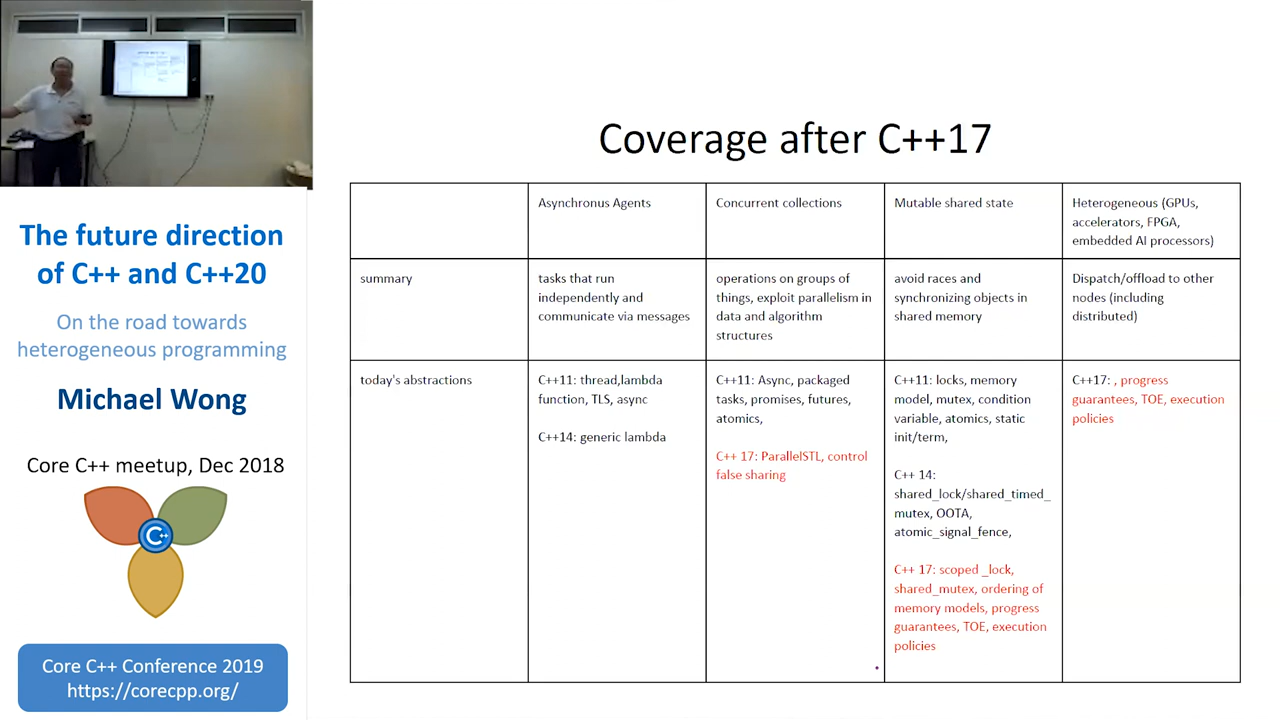 The future direction
of C++ and C++20
On the road towards
heterogeneous programming
Michael Wong
Core C++ meetup, Dec 2018
C++
Core C++ Conference 2019
https://corecpp.org/
Coverage after C++17
Asynchronus Agents
Concurrent collections
Mutable shared state
Heterogeneous (GPUs,
accelerators, FPGA,
embedded AI processors)
summary
tasks that run
independently and
communicate via messages
operations on groups of
things, exploit parallelism in
data and algorithm
structures
avoid races and
synchronizing objects in
shared memory
Dispatch/offload to other
nodes (including
distributed)
today's abstractions
C++11: thread,lambda
function, TLS, async
C++14: generic lambda
C++11: Async, packaged
tasks, promises, futures,
atomics,
C++ 17: ParallelSTL, control
false sharing
C++11: locks, memory
model, mutex, condition
variable, atomics, static
init/term,
C++ 14:
shared_lock/shared_timed_
mutex, OOTA,
atomic_signal_fence,
C++ 17: scoped _lock,
shared_mutex, ordering of
memory models, progress
guarantees, TOE, execution
policies
C++17: , progress
guarantees, TOE, execution
policies